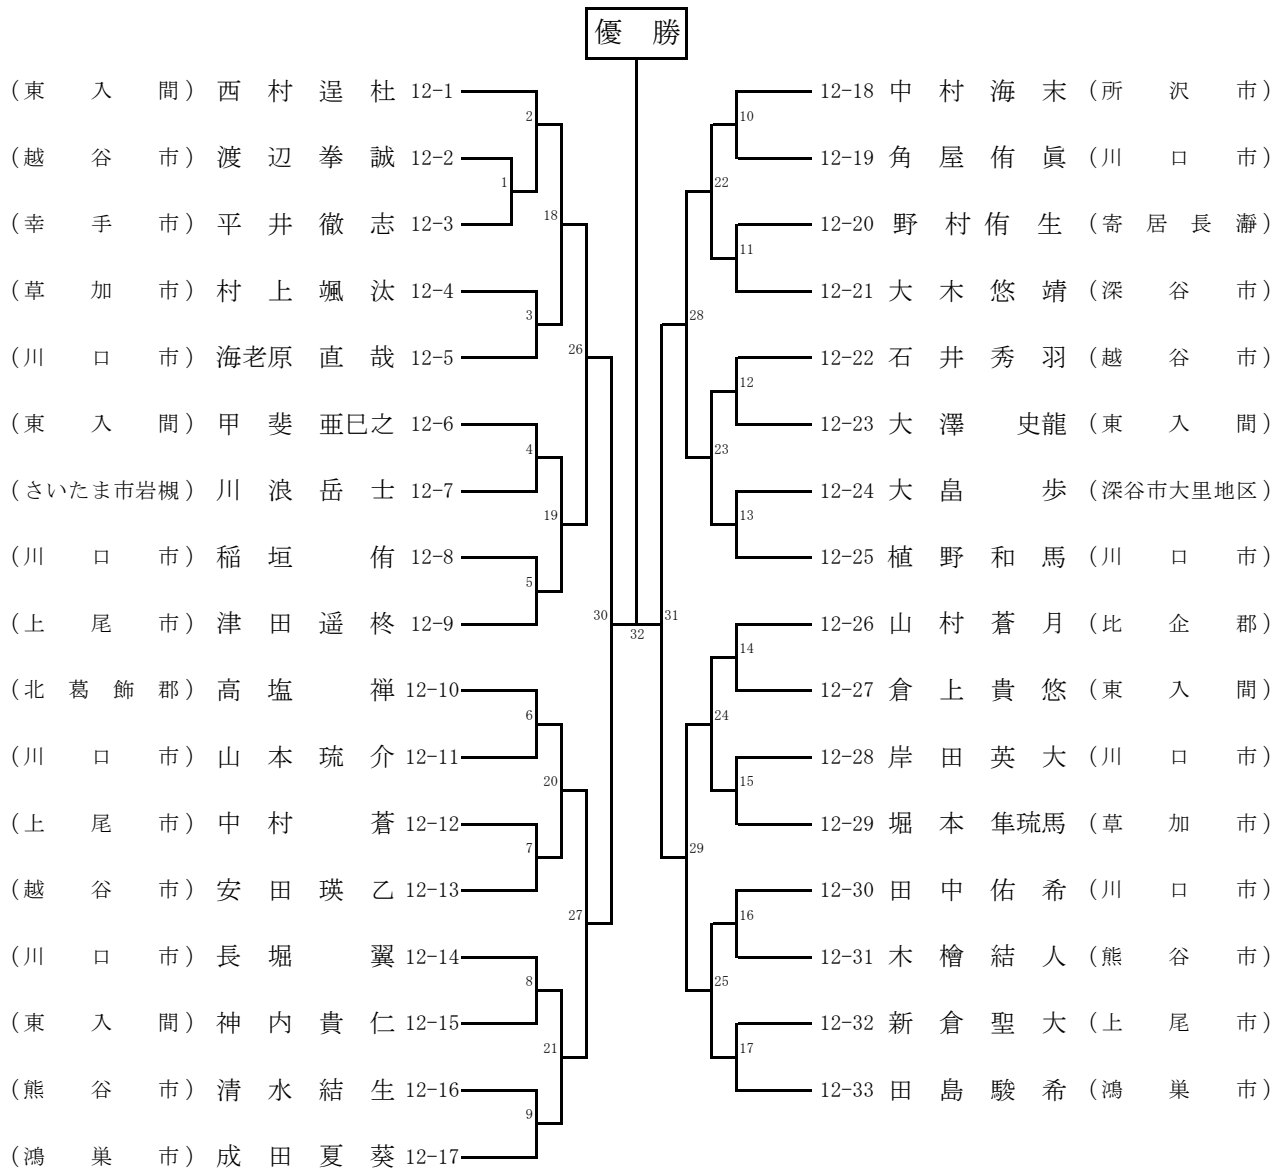 優　勝
（東入間）西村逞杜 12-1
（越谷市）渡辺拳誠 12-2
（幸手市）平井徹志 12-3
（草加市）村上颯汰 12-4
（川口市）海老原直哉 12-5
（東入間）甲斐亜巳之 12-6
（さいたま市岩槻）川浪岳士 12-7
（川口市）稲垣侑 12-8
（上尾市）津田遥柊 12-9
（北葛飾郡）高塩禅 12-10
（川口市）山本琉介 12-11
（上尾市）中村蒼 12-12
（越谷市）安田瑛乙 12-13
（川口市）長堀翼 12-14
（東入間）神内貴仁 12-15
（熊谷市）清水結生 12-16
（鴻巣市）成田夏葵 12-17
2
1
18
3
26
4
19
5
30
6
20
7
27
8
21
9
32
10
22
11
28
12
23
13
31
14
24
15
29
16
25
17
12-18 中村海末（所沢市）
12-19 角屋侑眞（川口市）
12-20 野村侑生（寄居長瀞）
12-21 大木悠靖（深谷市）
12-22 石井秀羽（越谷市）
12-23 大澤史龍（東入間）
12-24 大畠歩（深谷市大里地区）
12-25 植野和馬（川口市）
12-26 山村蒼月（比企郡）
12-27 倉上貴悠（東入間）
12-28 岸田英大（川口市）
12-29 堀本隼琉馬（草加市）
12-30 田中佑希（川口市）
12-31 木檜結人（熊谷市）
12-32 新倉聖大（上尾市）
12-33 田島駿希（鴻巣市）